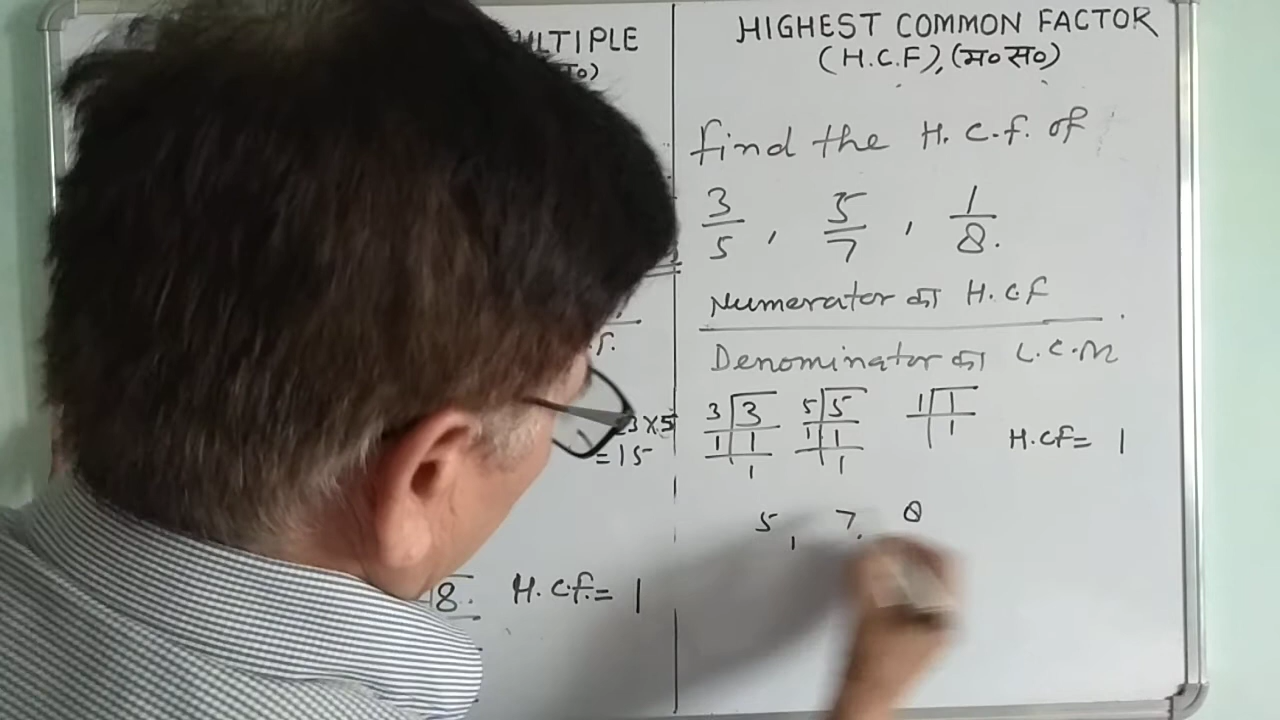 MULTIPLE
HIGHEST COMMON FACTOR
(H.C.F), (म० स०)
find the H.C.f. of
3/5, 5/7, 1/8.
Numerator का H.C.F
Denominator का L.C.M
3 3 5 5 1 1
1 1 1 1 1
1 1
H.CF= 1
3×5
=15
5, 7, 8
8. H.C.f.= 1